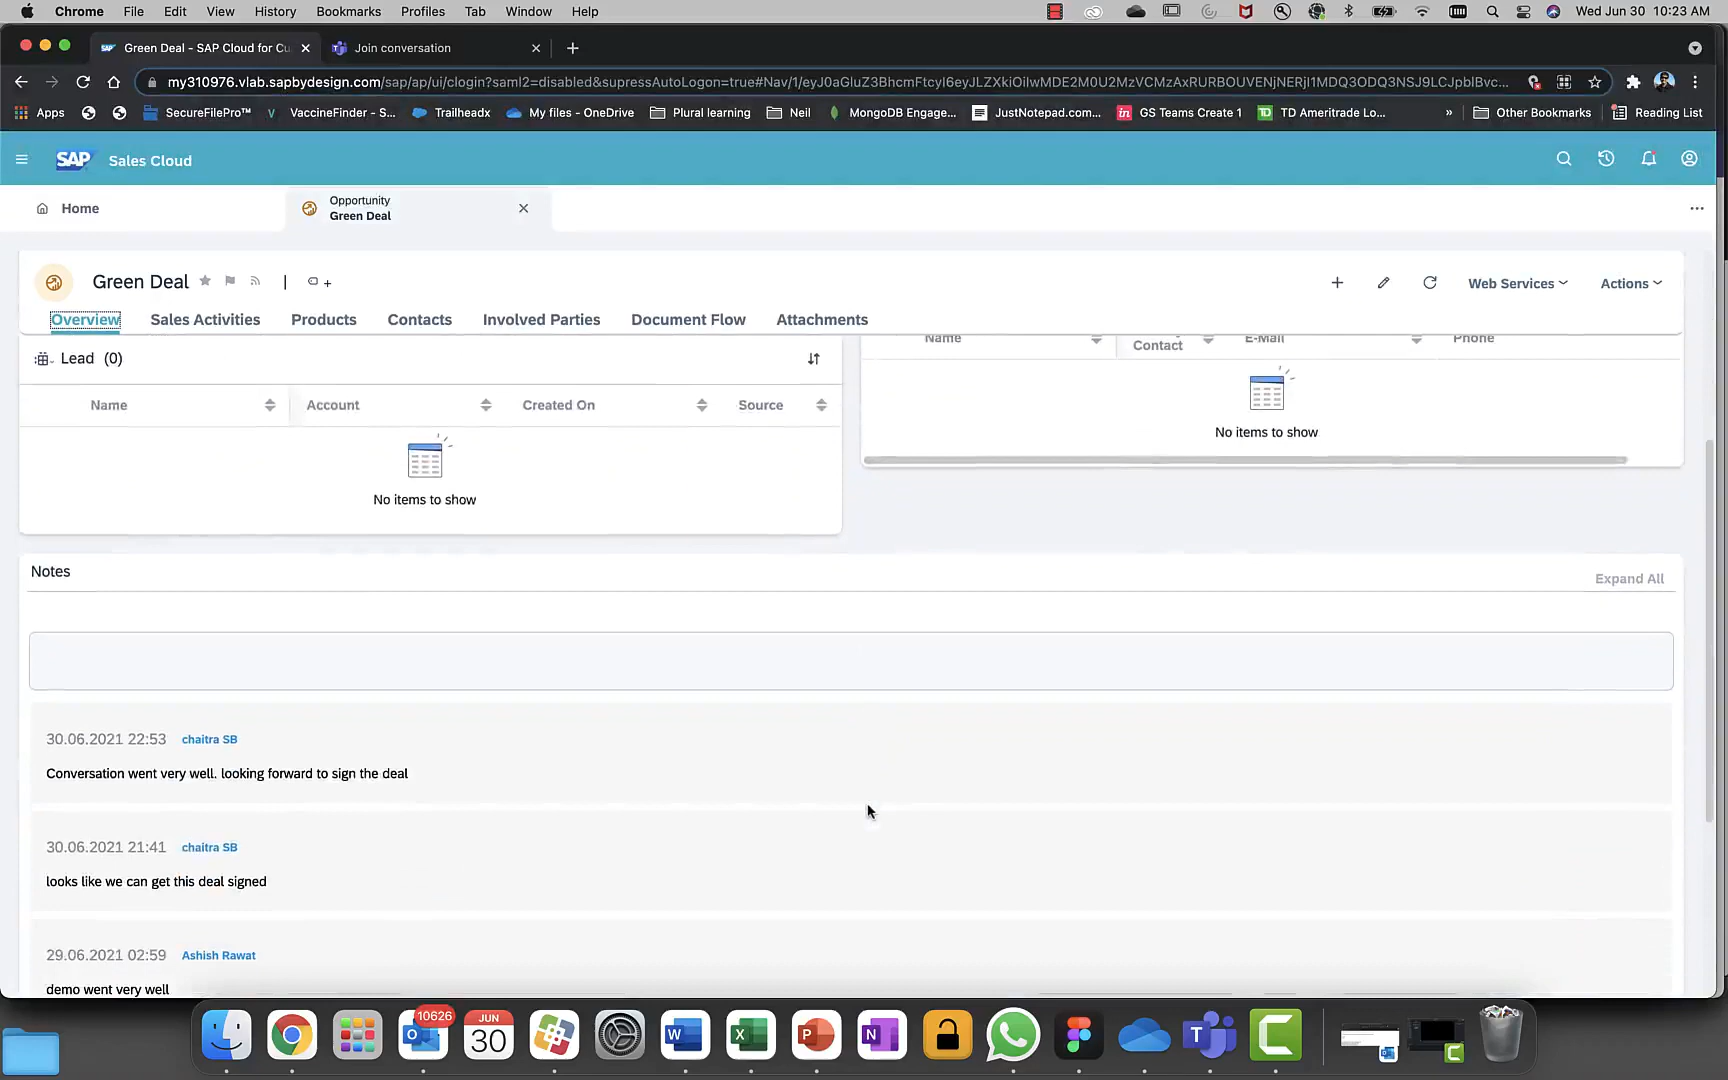 Chrome File Edit View History Bookmarks Profiles Tab Window Help Wed Jun 30 10:23 AM
Green Deal - SAP Cloud for Cu Join conversation
my310976.vlab.sapbydesign.com/sap/ap/ui/clogin?saml2=disabled&supressAutoLogon=true#Nav/1/
Apps SecureFilePro™ VaccineFinder - S... Trailheadx My files - OneDrive Plural learning Neil MongoDB Engage... JustNotepad.com... GS Teams Create 1 TD Ameritrade Lo... » Other Bookmarks Reading List
SAP Sales Cloud
Home
Opportunity
Green Deal
Green Deal
Web Services Actions
Overview Sales Activities Products Contacts Involved Parties Document Flow Attachments
Lead (0)
Name Contact E-Mail Phone
Name Account Created On Source
No items to show
No items to show
Notes
Expand All
30.06.2021 22:53 chaitra SB
Conversation went very well. looking forward to sign the deal
30.06.2021 21:41 chaitra SB
looks like we can get this deal signed
29.06.2021 02:59 Ashish Rawat
demo went very well
10626
JUN
30